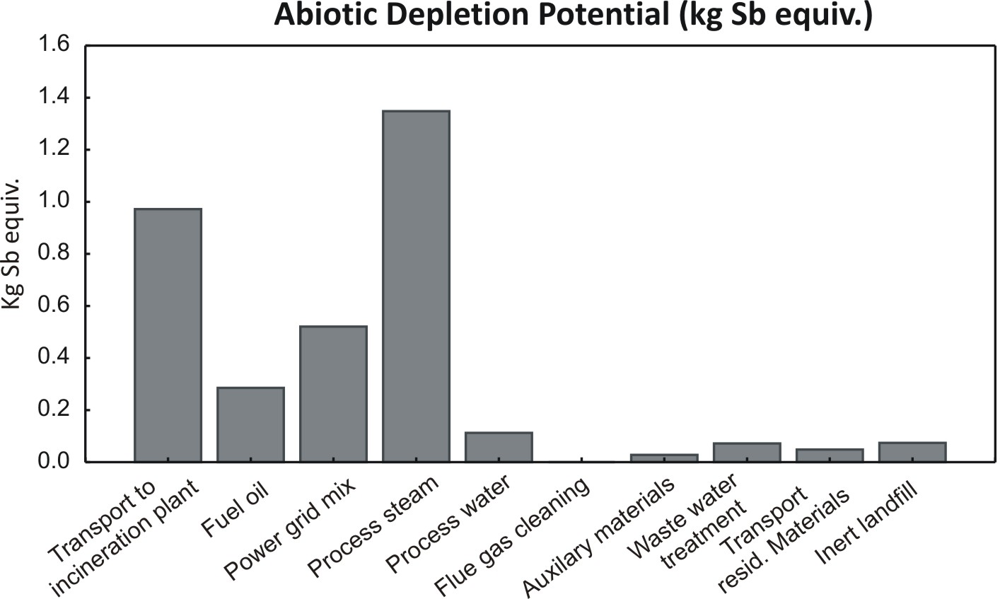 Abiotic Depletion Potential (kg Sb equiv.)
Kg Sb equiv.
1.6
1.4
1.2
1.0
0.8
0.6
0.4
0.2
0.0
Transport to
incineration plant
Fuel oil
Power grid mix
Process steam
Process water
Flue gas cleaning
Auxilary materials
Waste water
treatment
Transport
resid. Materials
Inert landfill